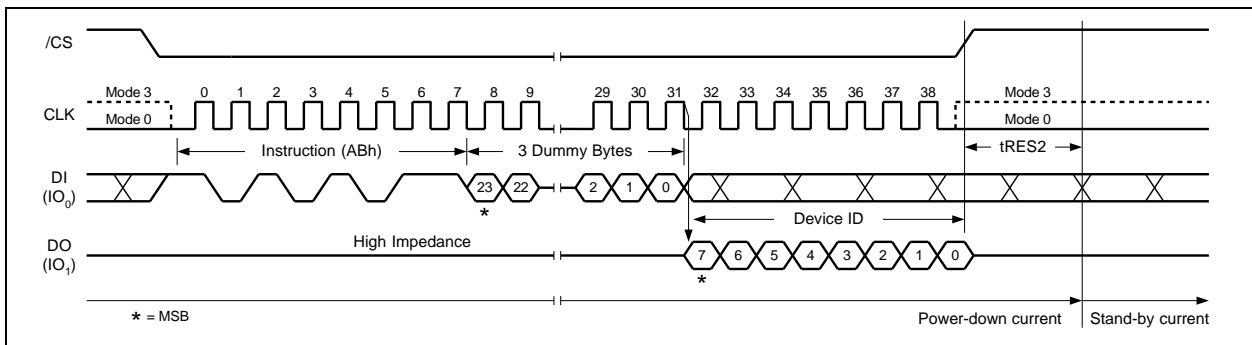 /CS
Mode 3 0 1 2 3 4 5 6 7 8 9 29 30 31 32 33 34 35 36 37 38 Mode 3
CLK
Mode 0 Mode 0
Instruction (ABh) 3 Dummy Bytes tRES2
DI
(IO0)
23 22 2 1 0
*
Device ID
High Impedance
DO
(IO1)
7 6 5 4 3 2 1 0
*
* = MSB
Power-down current Stand-by current